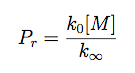 P_r = \frac{k_0[M]}{k_\infty}